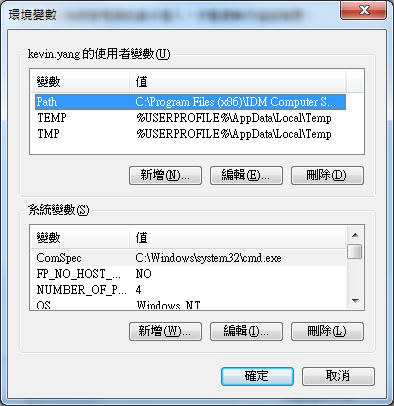 環境變數
kevin.yang 的使用者變數(U)
變數 值
Path C:\Program Files (x86)\IDM Computer S...
TEMP %USERPROFILE%\AppData\Local\Temp
TMP %USERPROFILE%\AppData\Local\Temp
新增(N)... 編輯(E)... 刪除(D)
系統變數(S)
變數 值
ComSpec C:\Windows\system32\cmd.exe
FP_NO_HOST_... NO
NUMBER_OF_P... 4
OS Windows_NT
新增(W)... 編輯(I)... 刪除(L)
確定 取消